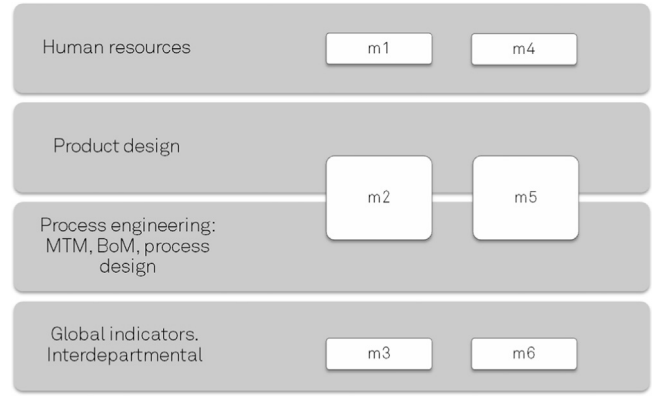 Human resources
m1
m4
Product design
m2
m5
Process engineering:
MTM, BoM, process
design
Global indicators.
Interdepartmental
m3
m6